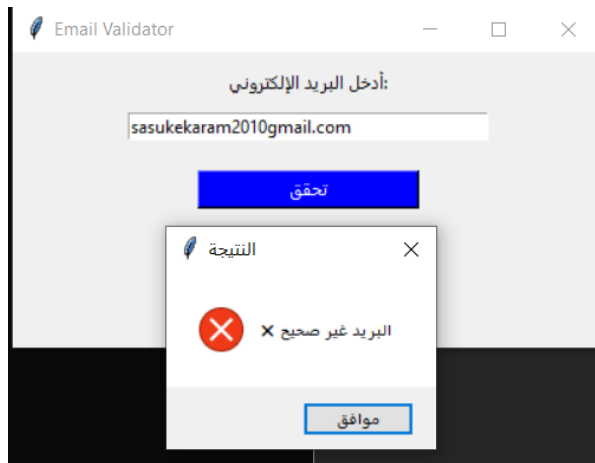 Email Validator
أدخل البريد الإلكتروني:
sasukekaram2010gmail.com
تحقق
النتيجة
البريد غير صحيح ✕
موافق